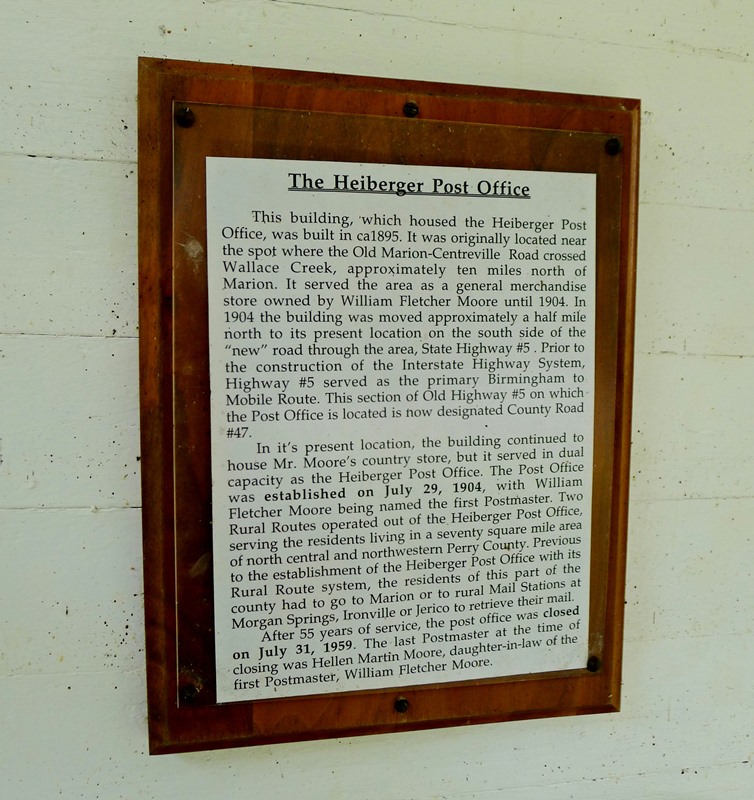 The Heiberger Post Office
This building, which housed the Heiberger Post
Office, was built in ca1895. It was originally located near
the spot where the Old Marion-Centreville Road crossed
Wallace Creek, approximately ten miles north of
Marion. It served the area as a general merchandise
store owned by William Fletcher Moore until 1904. In
1904 the building was moved approximately a half mile
north to its present location on the south side of the
“new” road through the area, State Highway #5 . Prior to
the construction of the Interstate Highway System,
Highway #5 served as the primary Birmingham to
Mobile Route. This section of Old Highway #5 on which
the Post Office is located is now designated County Road
#47.
In it's present location, the building continued to
house Mr. Moore's country store, but it served in dual
capacity as the Heiberger Post Office. The Post Office
was established on July 29, 1904, with William
Fletcher Moore being named the first Postmaster. Two
Rural Routes operated out of the Heiberger Post Office,
serving the residents living in a seventy square mile area
of north central and northwestern Perry County. Previous
to the establishment of the Heiberger Post Office with its
Rural Route system, the residents of this part of the
county had to go to Marion or to rural Mail Stations at
Morgan Springs, Ironville or Jerico to retrieve their mail.
After 55 years of service, the post office was closed
on July 31, 1959. The last Postmaster at the time of
closing was Hellen Martin Moore, daughter-in-law of the
first Postmaster, William Fletcher Moore.